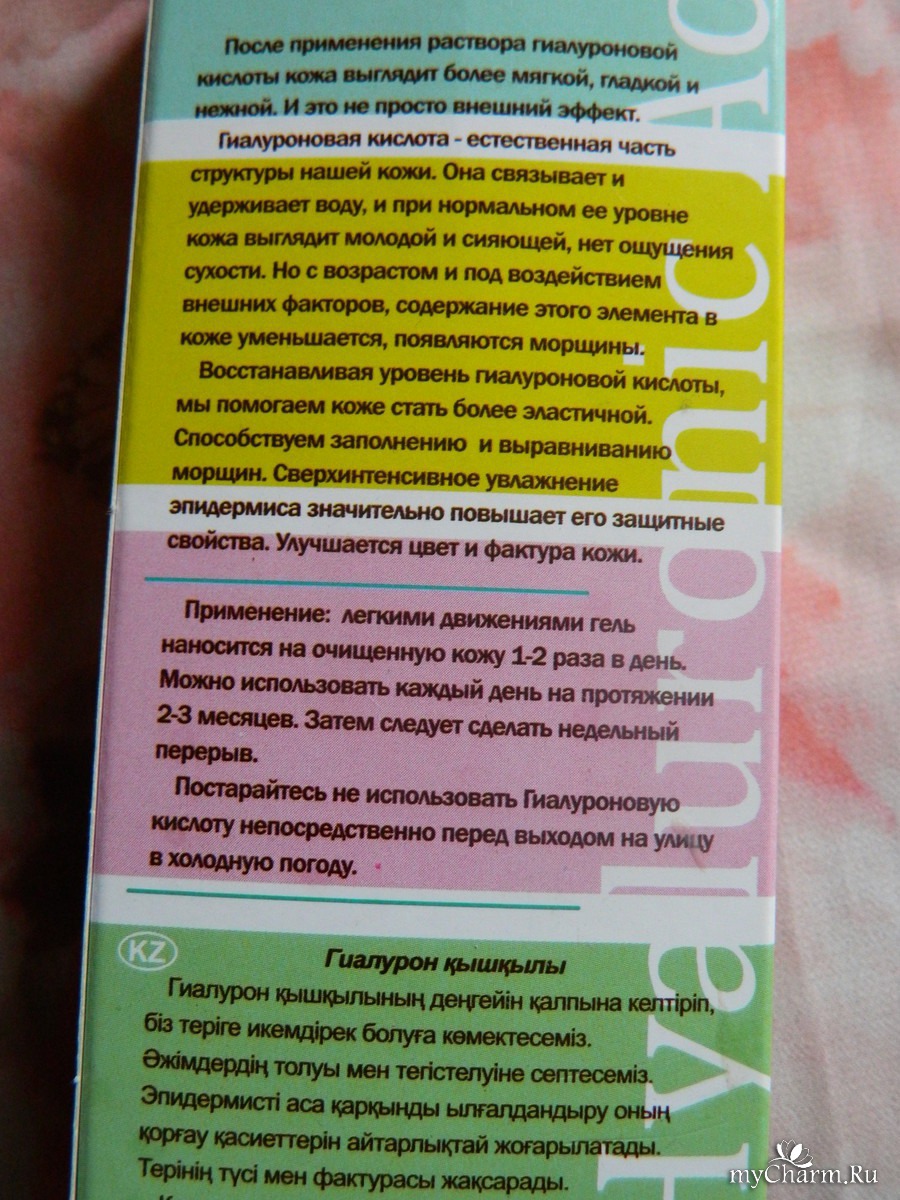 После применения раствора гиалуроновой
кислоты кожа выглядит более мягкой, гладкой и
нежной. И это не просто внешний эффект.
Гиалуроновая кислота - естественная часть
структуры нашей кожи. Она связывает и
удерживает воду, и при нормальном ее уровне
кожа выглядит молодой и сияющей, нет ощущения
сухости. Но с возрастом и под воздействием
внешних факторов, содержание этого элемента в
коже уменьшается, появляются морщины.
Восстанавливая уровень гиалуроновой кислоты,
мы помогаем коже стать более эластичной.
Способствуем заполнению и выравниванию
морщин. Сверхинтенсивное увлажнение
эпидермиса значительно повышает его защитные
свойства. Улучшается цвет и фактура кожи.
Применение: легкими движениями гель
наносится на очищенную кожу 1-2 раза в день.
Можно использовать каждый день на протяжении
2-3 месяцев. Затем следует сделать недельный
перерыв.
Постарайтесь не использовать Гиалуроновую
кислоту непосредственно перед выходом на улицу
в холодную погоду.
KZ
Гиалурон қышқылы
Гиалурон қышқылының деңгейін қалпына келтіріп,
біз теріге икемдірек болуға көмектесеміз.
Әжімдердің толуы мен тегістелуіне септесеміз.
Эпидермисті аса қарқынды ылғалдандыру оның
қорғау қасиеттерін айтарлықтай жоғарылатады.
Терінің түсі мен фактурасы жақсарады.
Hyaluronic Ac
myCharm.Ru